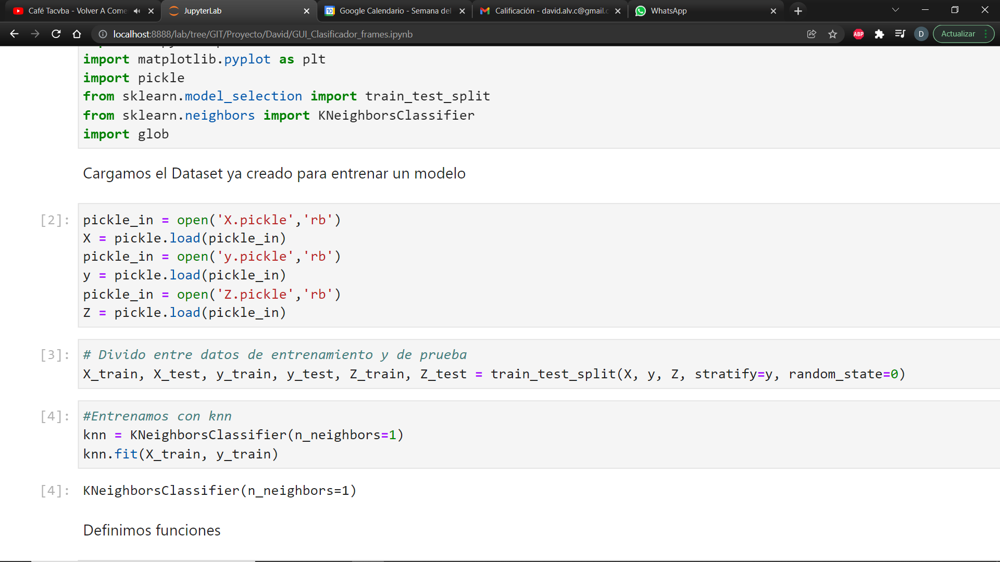 Café Tacvba - Volver A Come
JupyterLab
Google Calendario - Semana del
Calificación - david.alv.c@gmail.c
WhatsApp
localhost:8888/lab/tree/GIT/Proyecto/David/GUI_Clasificador_frames.ipynb
ABP
D
Actualizar
import matplotlib.pyplot as plt
import pickle
from sklearn.model_selection import train_test_split
from sklearn.neighbors import KNeighborsClassifier
import glob
Cargamos el Dataset ya creado para entrenar un modelo
[2]:
pickle_in = open('X.pickle','rb')
X = pickle.load(pickle_in)
pickle_in = open('y.pickle','rb')
y = pickle.load(pickle_in)
pickle_in = open('Z.pickle','rb')
Z = pickle.load(pickle_in)
[3]:
# Divido entre datos de entrenamiento y de prueba
X_train, X_test, y_train, y_test, Z_train, Z_test = train_test_split(X, y, Z, stratify=y, random_state=0)
[4]:
#Entrenamos con knn
knn = KNeighborsClassifier(n_neighbors=1)
knn.fit(X_train, y_train)
[4]:
KNeighborsClassifier(n_neighbors=1)
Definimos funciones